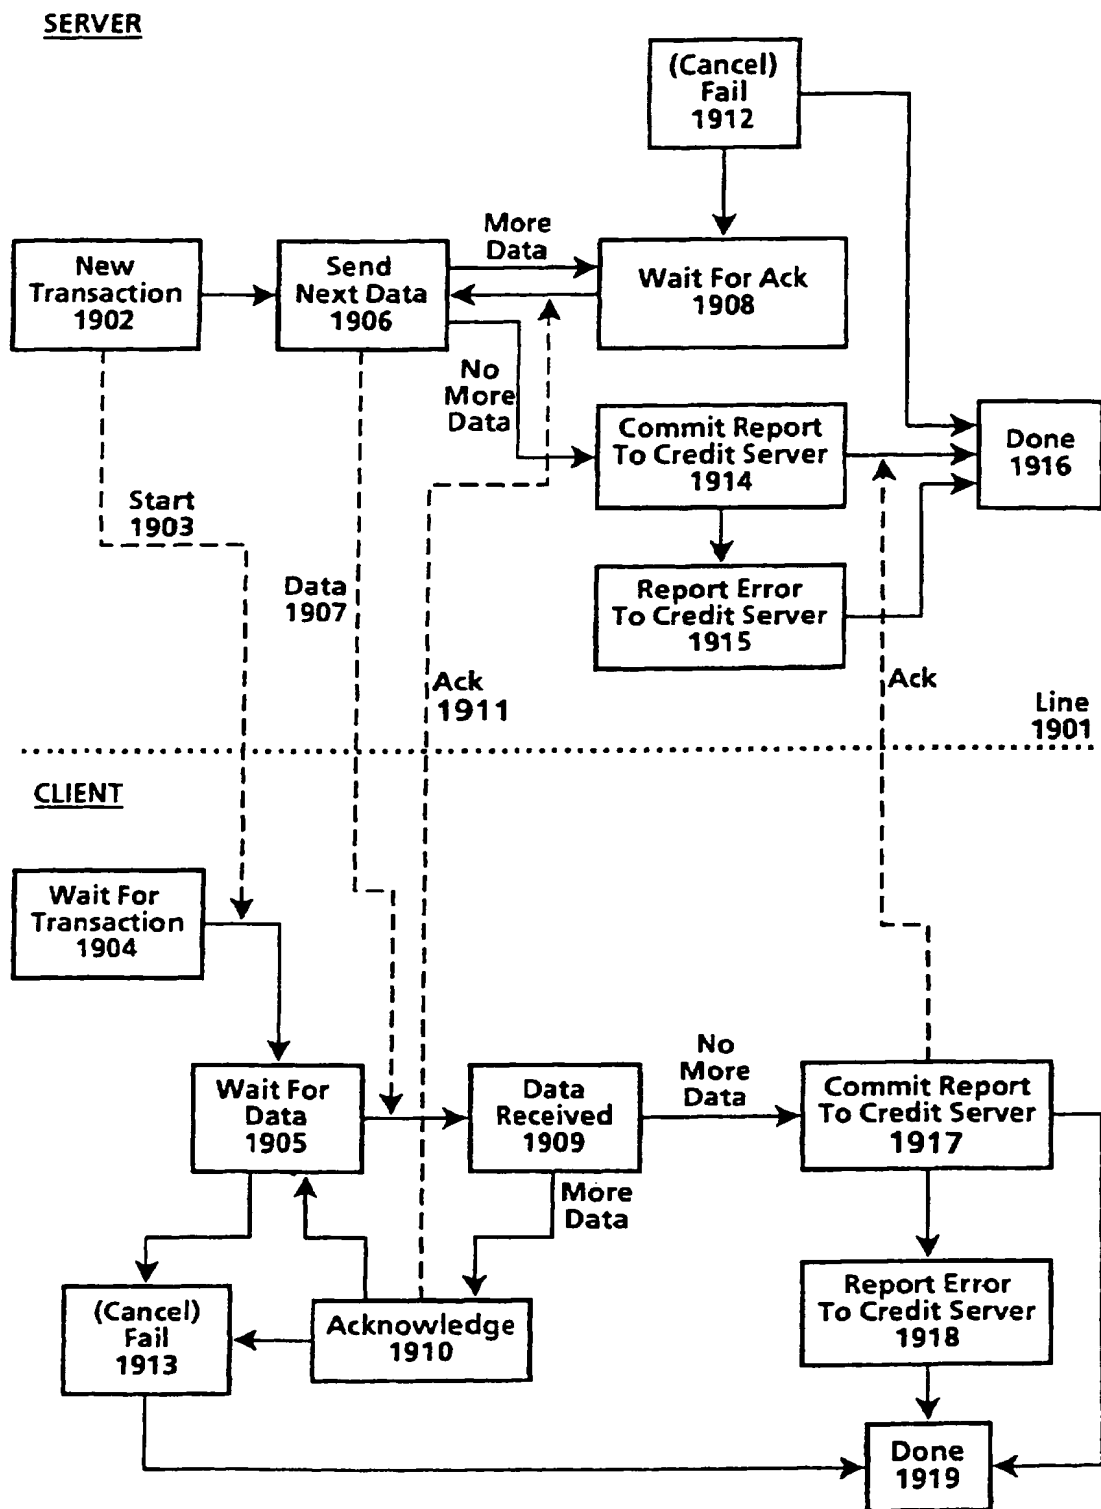 SERVER
(Cancel)
Fail
1912
More
Data
New
Transaction
1902
Send
Next Data
1906
Wait For Ack
1908
No
More
Data
Commit Report
To Credit Server
1914
Done
1916
Start
1903
Data
1907
Report Error
To Credit Server
1915
Ack
1911
Ack
Line
1901
CLIENT
Wait For
Transaction
1904
Wait For
Data
1905
Data
Received
1909
No
More
Data
Commit Report
To Credit Server
1917
More
Data
(Cancel)
Fail
1913
Acknowledge
1910
Report Error
To Credit Server
1918
Done
1919